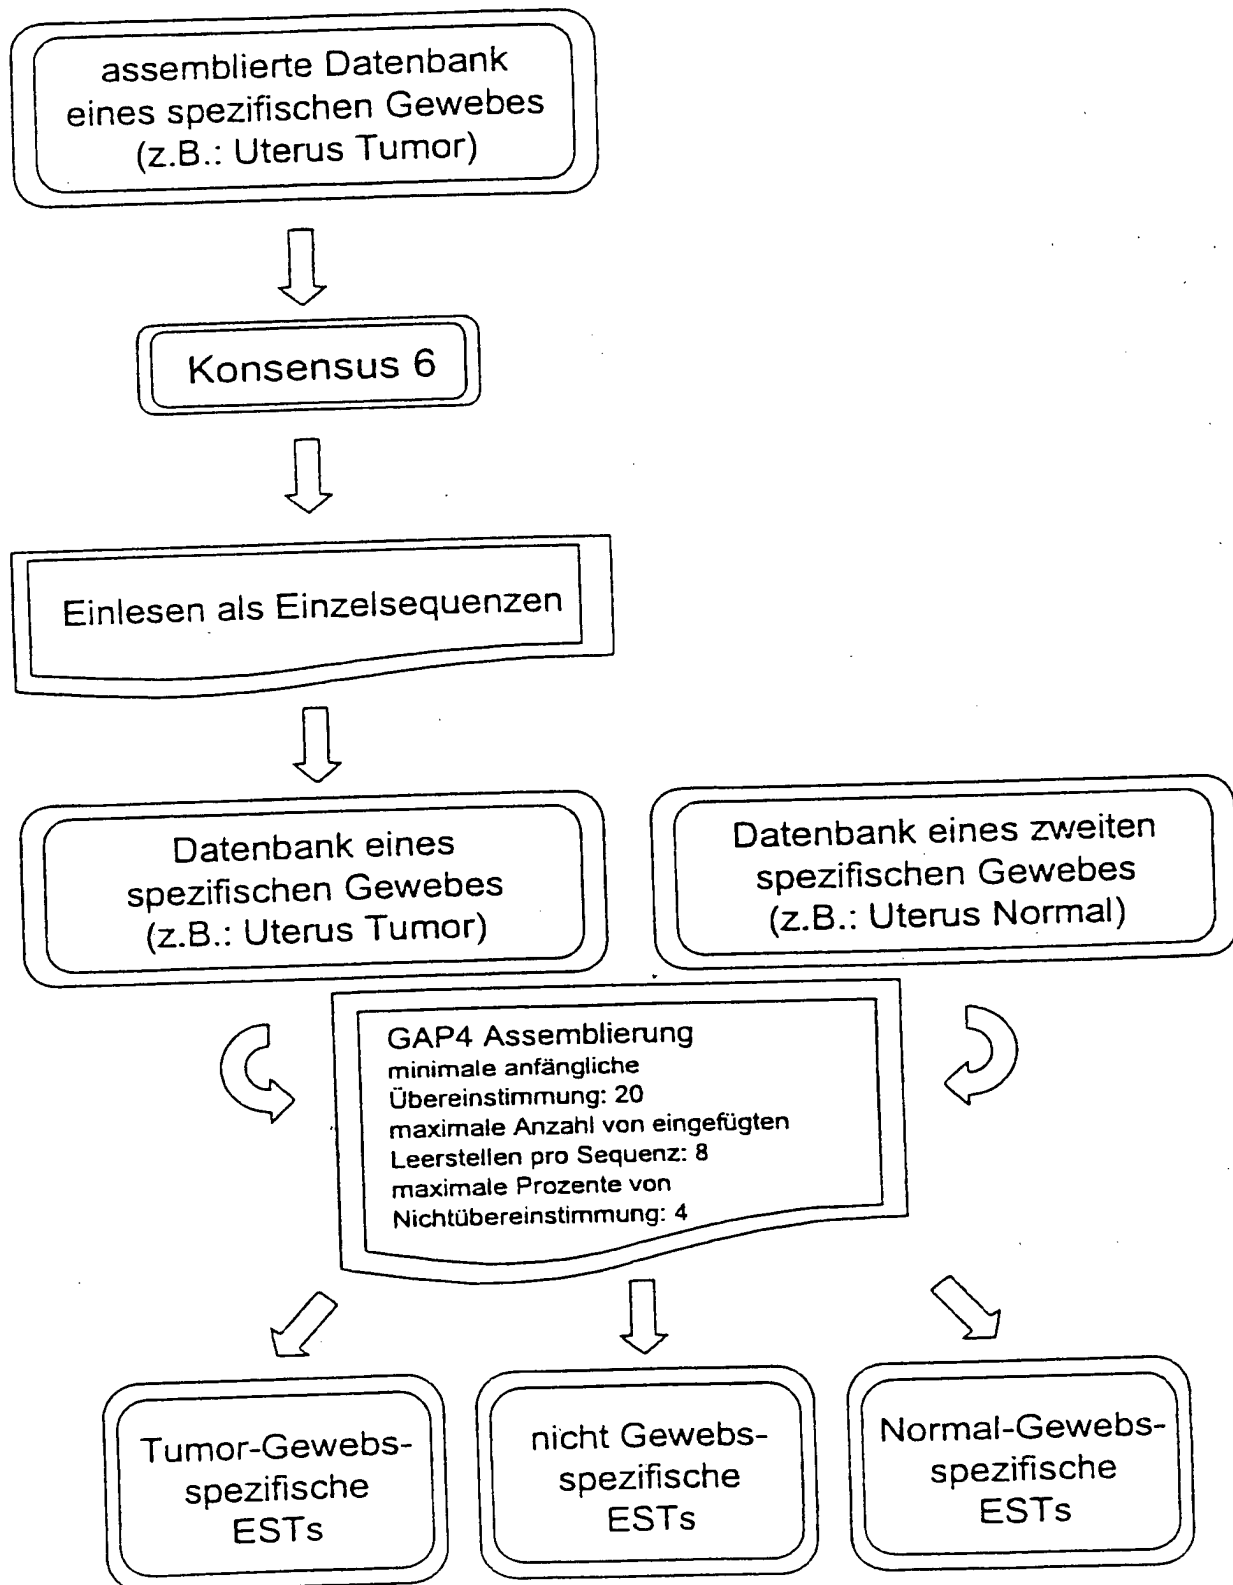 assemblierte Datenbank
eines spezifischen Gewebes
(z.B.: Uterus Tumor)
Konsensus 6
Einlesen als Einzelsequenzen
Datenbank eines
spezifischen Gewebes
(z.B.: Uterus Tumor)
Datenbank eines zweiten
spezifischen Gewebes
(z.B.: Uterus Normal)
GAP4 Assemblierung
minimale anfängliche
Übereinstimmung: 20
maximale Anzahl von eingefügten
Leerstellen pro Sequenz: 8
maximale Prozente von
Nichtübereinstimmung: 4
Tumor-Gewebs-
spezifische
ESTs
nicht Gewebs-
spezifische
ESTs
Normal-Gewebs-
spezifische
ESTs